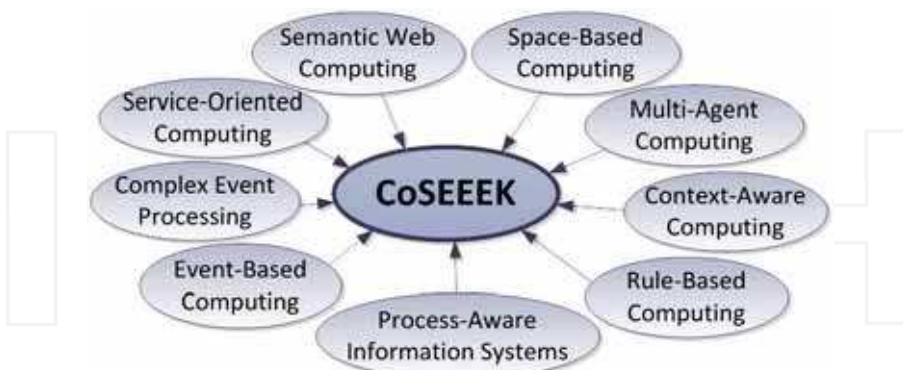 Semantic Web
Computing
Space-Based
Computing
Service-Oriented
Computing
Multi-Agent
Computing
CoSEEEK
Complex Event
Processing
Context-Aware
Computing
Event-Based
Computing
Rule-Based
Computing
Process-Aware
Information Systems